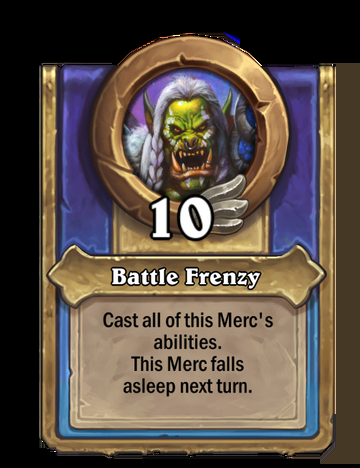 10
Battle Frenzy
Cast all of this Merc's
abilities.
This Merc falls
asleep next turn.